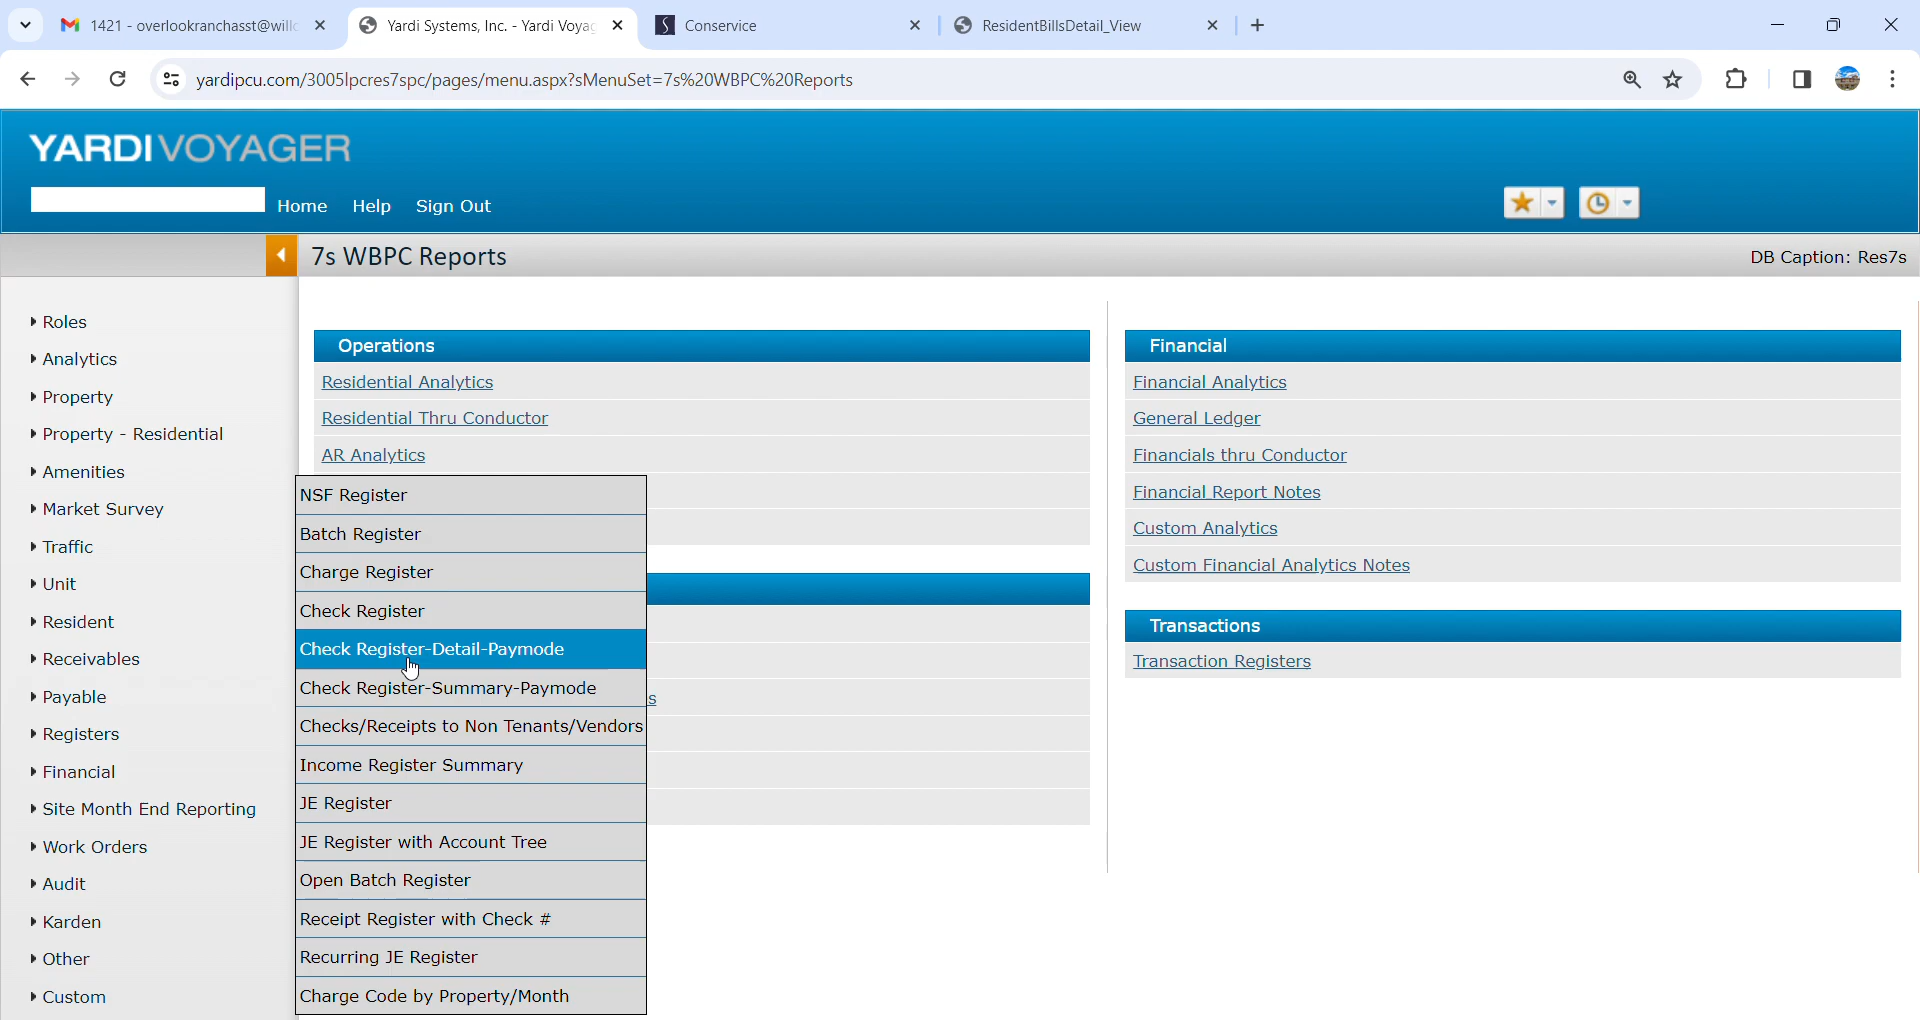 1421 - overlookranchasst@willc
Yardi Systems, Inc. - Yardi Voyag
Conservice
ResidentBillsDetail_View
yardipcu.com/3005lpcres7spc/pages/menu.aspx?sMenuSet=7s%20WBPC%20Reports
YARDI VOYAGER
Home Help Sign Out
7s WBPC Reports
DB Caption: Res7s
Roles
Analytics
Property
Property - Residential
Amenities
Market Survey
Traffic
Unit
Resident
Receivables
Payable
Registers
Financial
Site Month End Reporting
Work Orders
Audit
Karden
Other
Custom
Operations
Residential Analytics
Residential Thru Conductor
AR Analytics
NSF Register
Batch Register
Charge Register
Check Register
Check Register-Detail-Paymode
Check Register-Summary-Paymode
Checks/Receipts to Non Tenants/Vendors
s
Income Register Summary
JE Register
JE Register with Account Tree
Open Batch Register
Receipt Register with Check #
Recurring JE Register
Charge Code by Property/Month
Financial
Financial Analytics
General Ledger
Financials thru Conductor
Financial Report Notes
Custom Analytics
Custom Financial Analytics Notes
Transactions
Transaction Registers